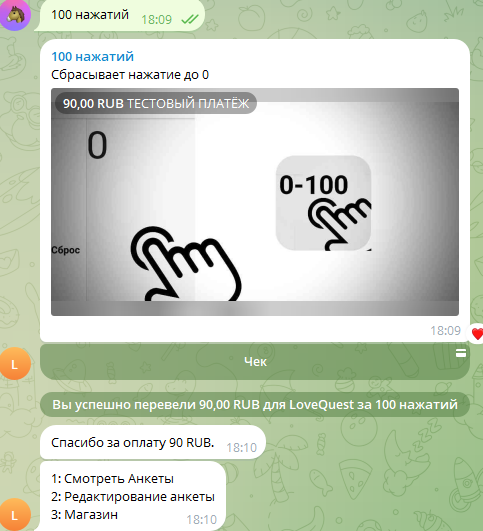 100 нажатий
18:09
100 нажатий
Сбрасывает нажатие до 0
90,00 RUB ТЕСТОВЫЙ ПЛАТЁЖ
0
0-100
Сброс
18:09
L
Чек
Вы успешно перевели 90,00 RUB для LoveQuest за 100 нажатий
Спасибо за оплату 90 RUB.
18:10
1: Смотреть Анкеты
2: Редактирование анкеты
3: Магазин
18:10
L